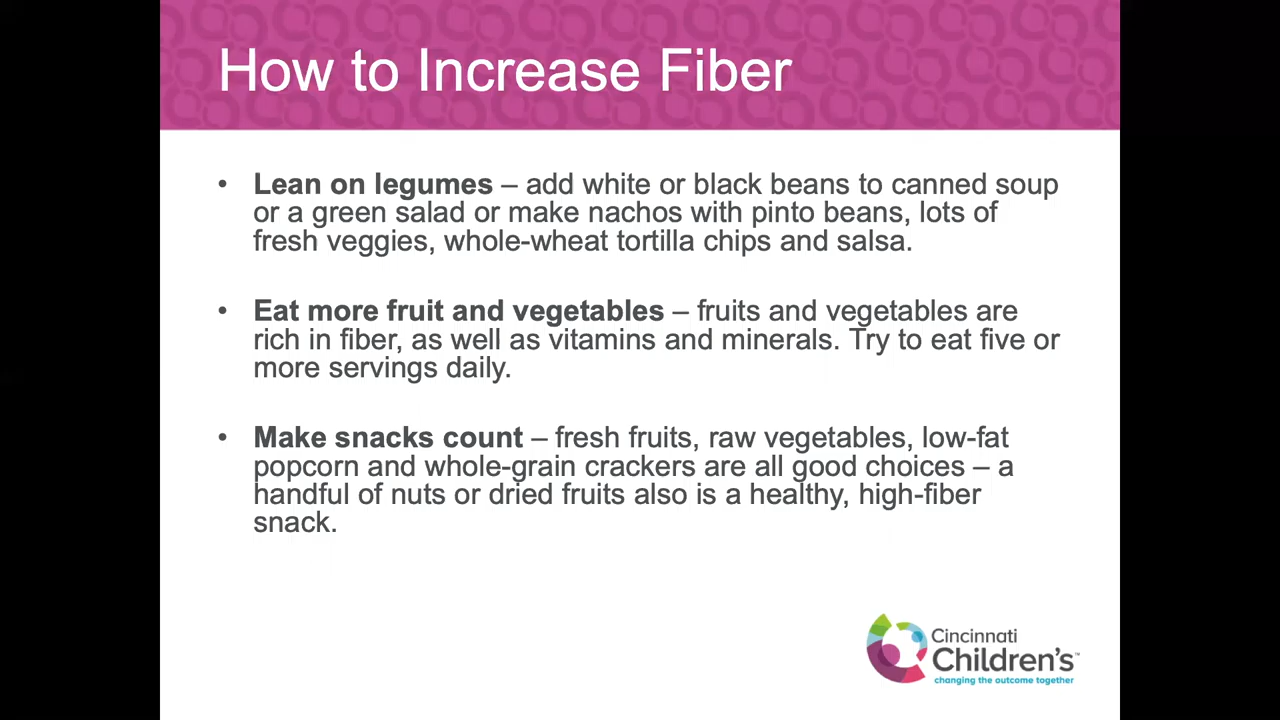 How to Increase Fiber
• Lean on legumes – add white or black beans to canned soup
or a green salad or make nachos with pinto beans, lots of
fresh veggies, whole-wheat tortilla chips and salsa.
• Eat more fruit and vegetables – fruits and vegetables are
rich in fiber, as well as vitamins and minerals. Try to eat five or
more servings daily.
• Make snacks count – fresh fruits, raw vegetables, low-fat
popcorn and whole-grain crackers are all good choices – a
handful of nuts or dried fruits also is a healthy, high-fiber
snack.
Cincinnati
Children's™
changing the outcome together